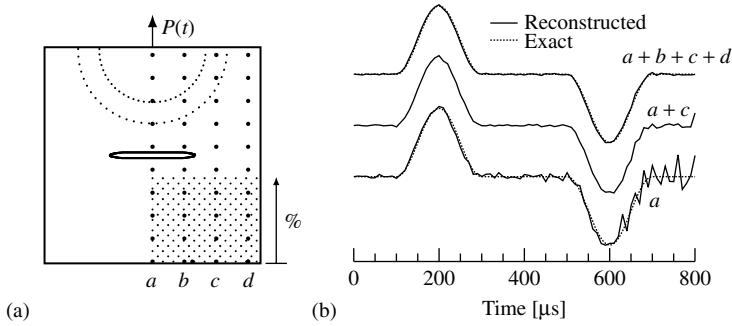 P(t)
%
a b c d
(a)
Reconstructed
Exact
a + b + c + d
a + c
a
0 200 400 600 800
Time [μs]
(b)